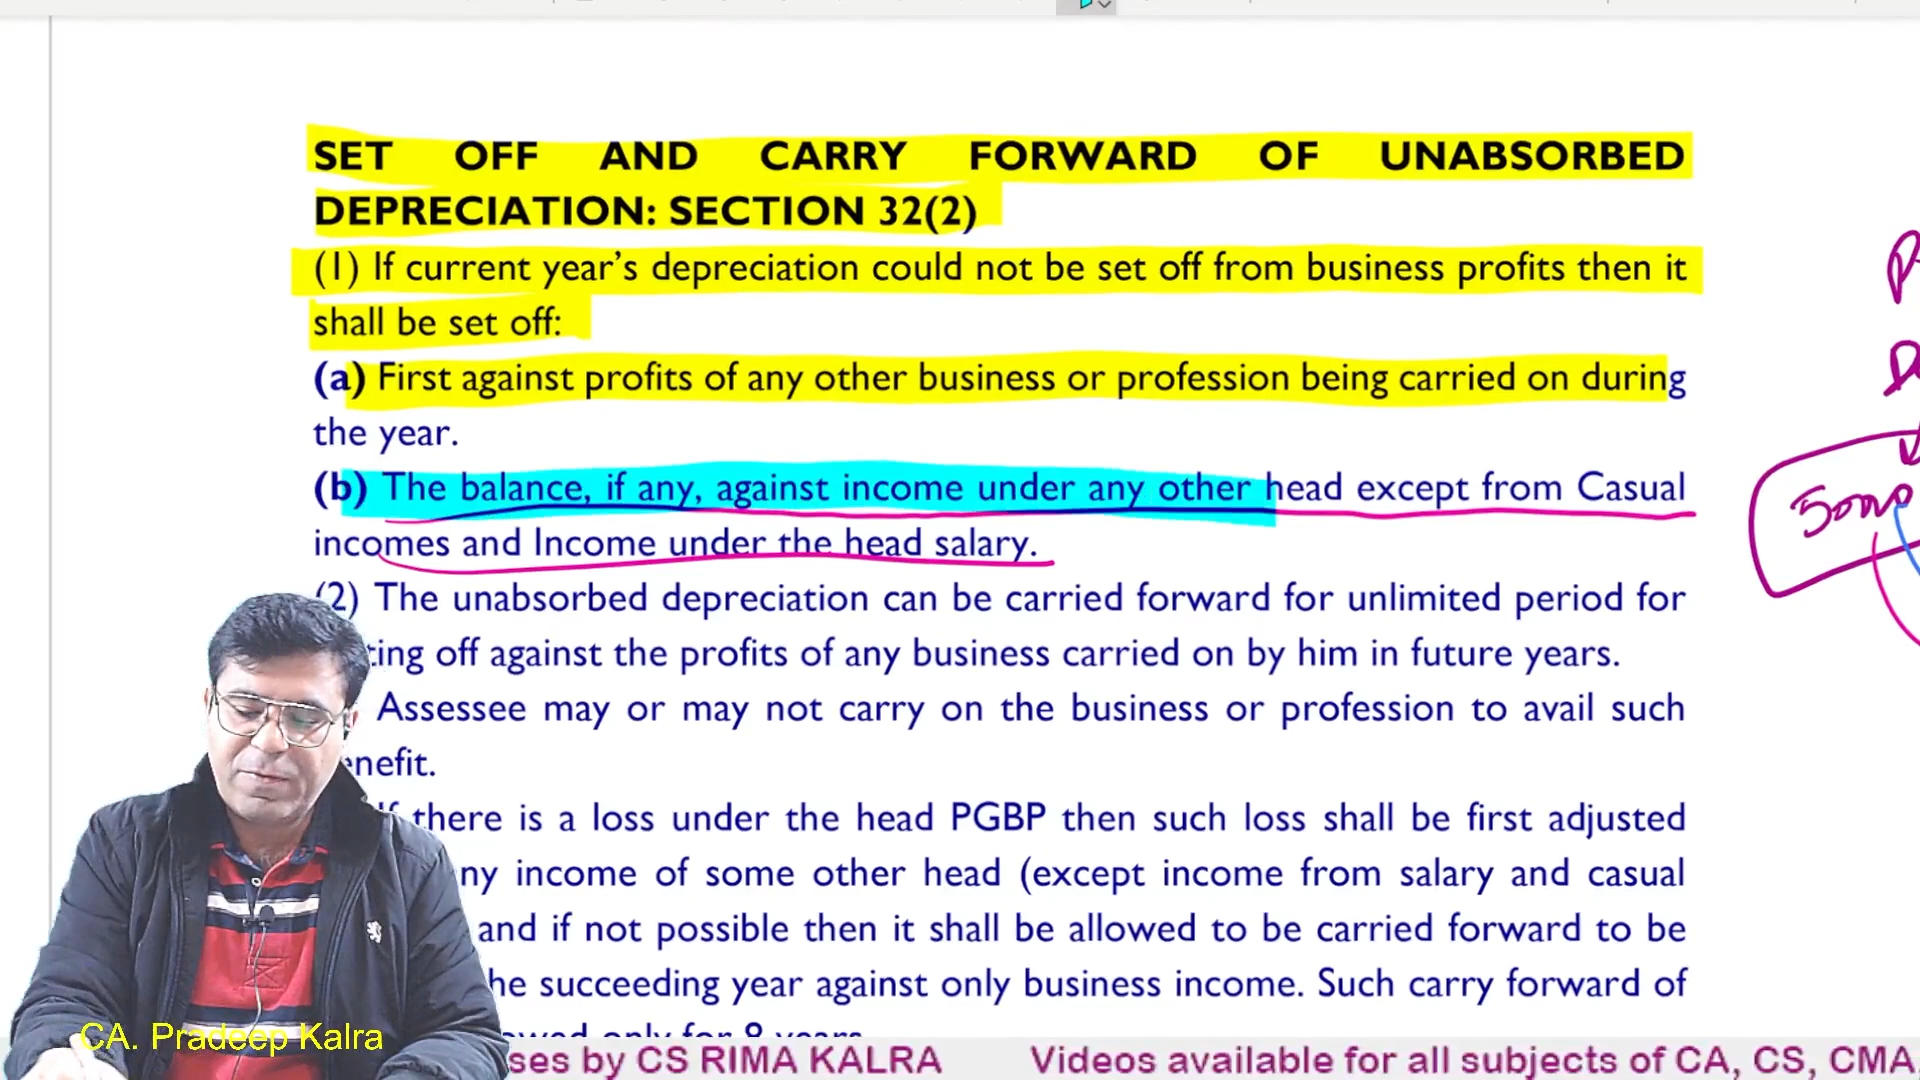 SET OFF AND CARRY FORWARD OF UNABSORBED
DEPRECIATION: SECTION 32(2)
(1) If current year's depreciation could not be set off from business profits then it
shall be set off:
(a) First against profits of any other business or profession being carried on during
the year.
(b) The balance, if any, against income under any other head except from Casual
incomes and Income under the head salary.
(2) The unabsorbed depreciation can be carried forward for unlimited period for
ting off against the profits of any business carried on by him in future years.
Assessee may or may not carry on the business or profession to avail such
enefit.
If there is a loss under the head PGBP then such loss shall be first adjusted
ny income of some other head (except income from salary and casual
and if not possible then it shall be allowed to be carried forward to be
he succeeding year against only business income. Such carry forward of
owed only for 8 years
CA. Pradeep Kalra
ses by CS RIMA KALRA Videos available for all subjects of CA, CS, CMA,